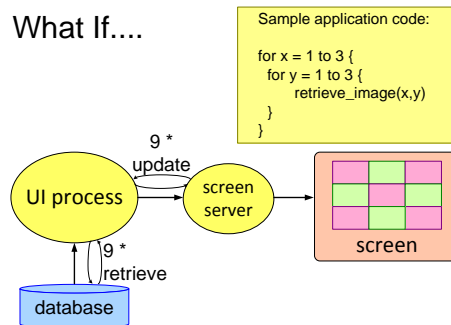 What If....
Sample application code:
for x = 1 to 3 {
for y = 1 to 3 {
retrieve_image(x,y)
}
}
9 *
update
UI process
screen
server
screen
9 *
retrieve
database